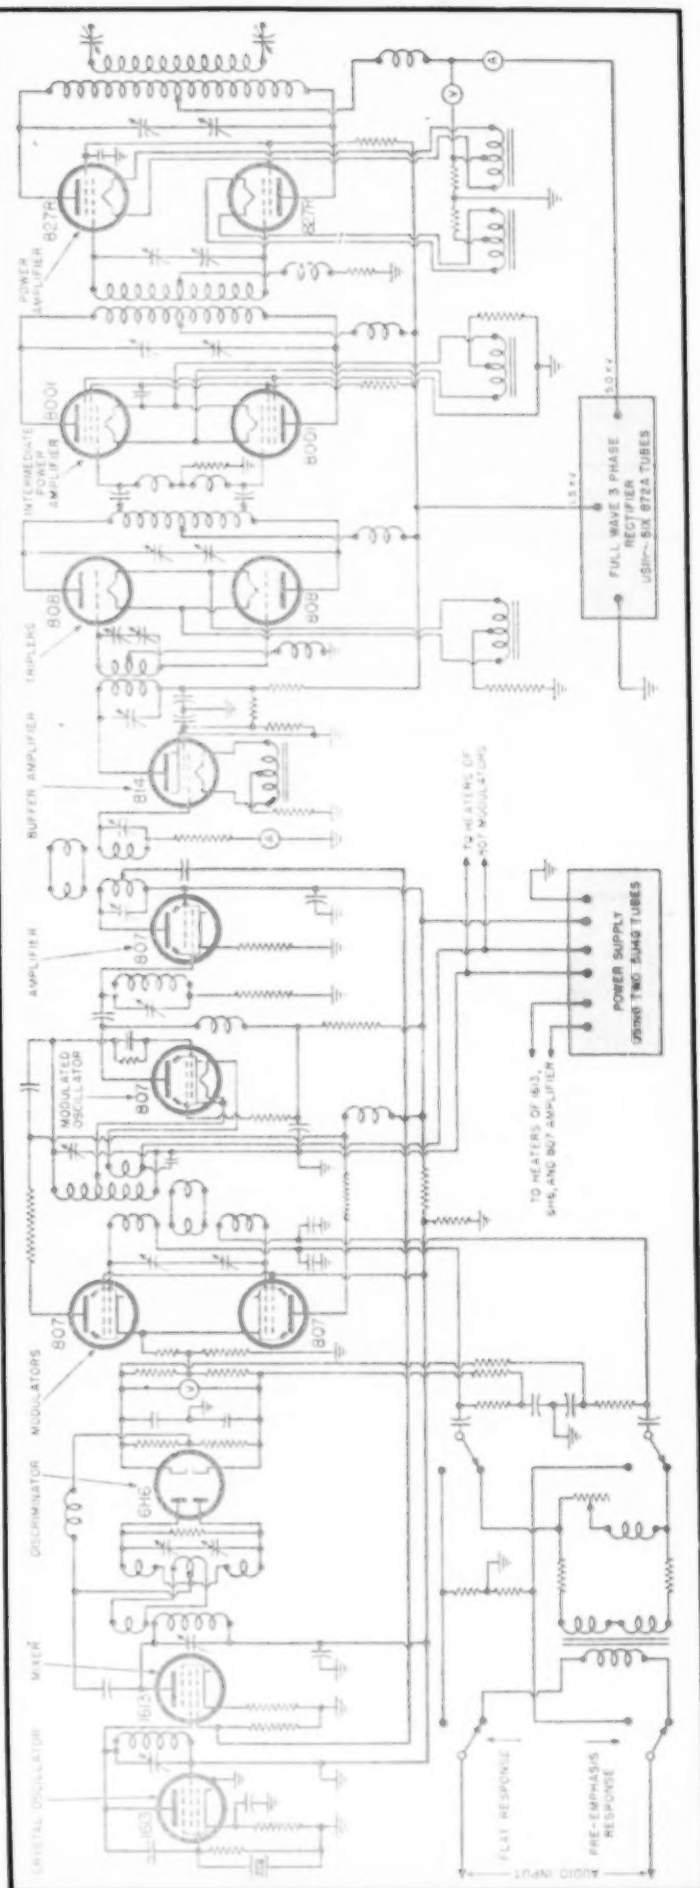 CRYSTAL OSCILLATOR
MIXER
DISCRIMINATOR
MODULATORS
MODULATED
OSCILLATOR
AMPLIFIER
BUFFER AMPLIFIER
TRIPLERS
INTERMEDIATE
POWER
AMPLIFIER
POWER
AMPLIFIER
1613
1613
6H6
807
807
807
807
814
808
808
8001
8001
827R
827R
V
A
V
A
AUDIO INPUT
FLAT RESPONSE
PRE-EMPHASIS
RESPONSE
TO HEATERS OF 1613,
6H6, AND 807 AMPLIFIER
TO HEATERS OF
807 MODULATORS
POWER SUPPLY
USING TWO 5U4G TUBES
1.5 KV
5.0 KV
FULL WAVE 3 PHASE
RECTIFIER
USING SIX 872A TUBES